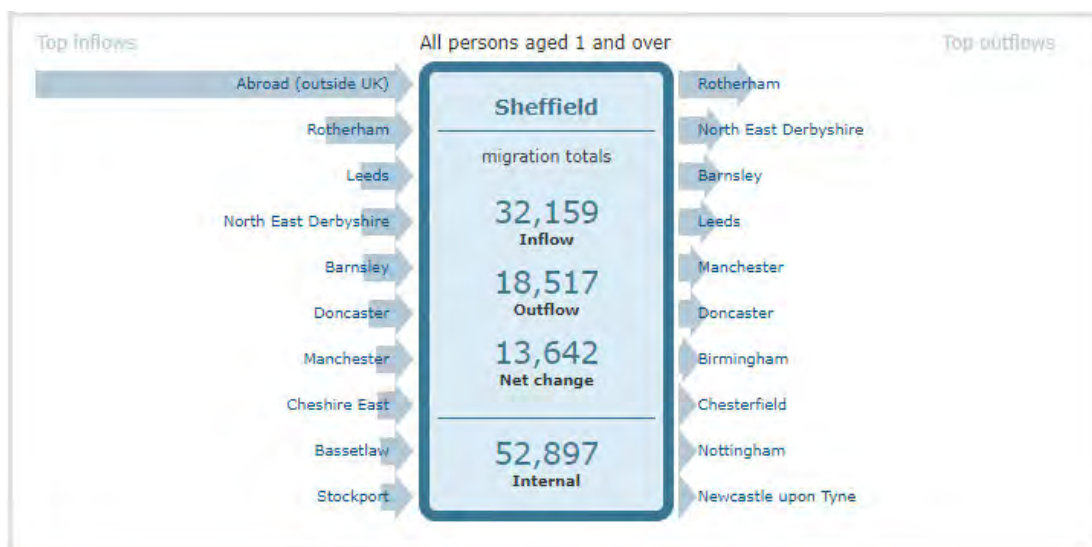 Top inflows
All persons aged 1 and over
Top outflows
Abroad (outside UK)
Rotherham
Leeds
North East Derbyshire
Barnsley
Doncaster
Manchester
Cheshire East
Bassetlaw
Stockport
Sheffield
migration totals
32,159
Inflow
18,517
Outflow
13,642
Net change
52,897
Internal
Rotherham
North East Derbyshire
Barnsley
Leeds
Manchester
Doncaster
Birmingham
Chesterfield
Nottingham
Newcastle upon Tyne